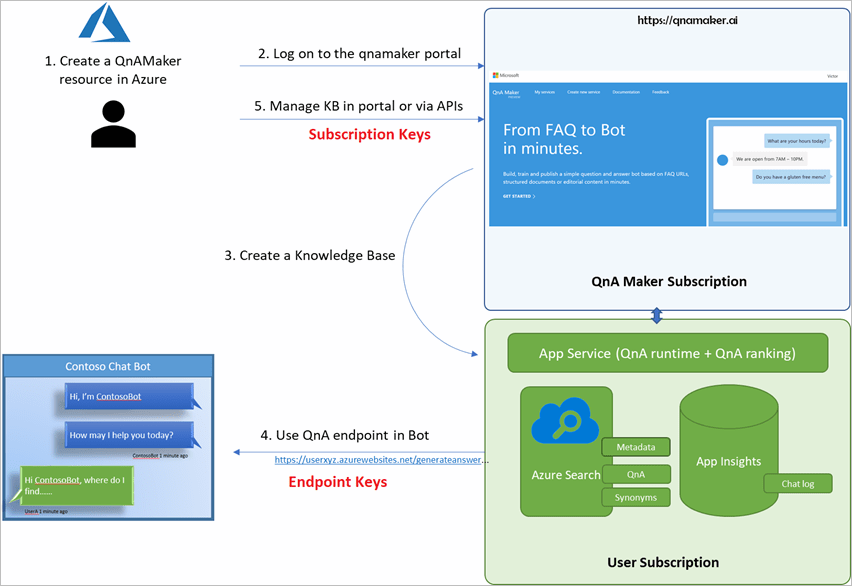 https://qnamaker.ai
1. Create a QnAMaker
resource in Azure
2. Log on to the qnamaker portal
5. Manage KB in portal or via APIs
Subscription Keys
Microsoft
Victor
QnA Maker
My services
Create new service
Documentation
Feedback
From FAQ to Bot
in minutes.
Build, train and publish a simple question and answer bot based on FAQ URLs,
structured documents or editorial content in minutes.
GET STARTED >
What are your hours today?
We are open from 7AM – 10PM.
Do you have a gluten free menu?
QnA Maker Subscription
3. Create a Knowledge Base
App Service (QnA runtime + QnA ranking)
Azure Search
Metadata
QnA
Synonyms
App Insights
Chat log
User Subscription
4. Use QnA endpoint in Bot
https://userxyz.azurewebsites.net/generateanswer...
Endpoint Keys
Contoso Chat Bot
Hi, I'm ContosoBot
How may I help you today?
ContosoBot 1 minute ago
Hi ContosoBot, where do I
find......
UserA 1 minute ago